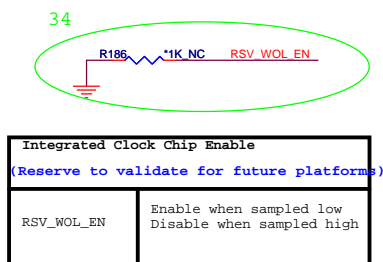 34
R186 *1K_NC RSV_WOL_EN
Integrated Clock Chip Enable
(Reserve to validate for future platforms)
RSV_WOL_EN
Enable when sampled low
Disable when sampled high